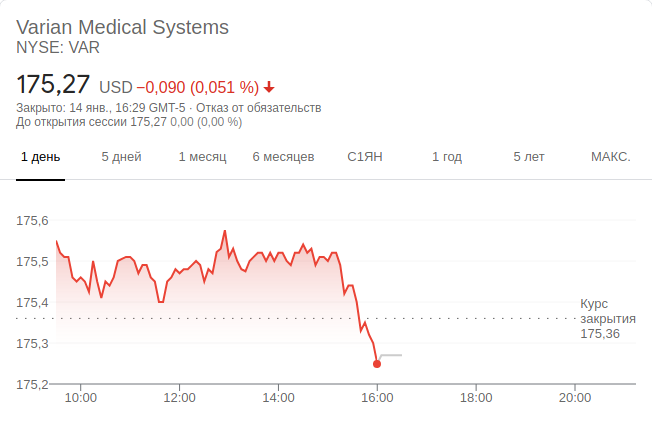 Varian Medical Systems
NYSE: VAR
175,27 USD −0,090 (0,051 %)
Закрыто: 14 янв., 16:29 GMT-5 · Отказ от обязательств
До открытия сессии 175,27 0,00 (0,00 %)
1 день 5 дней 1 месяц 6 месяцев С1ЯН 1 год 5 лет МАКС.
175,6
175,5
175,4
Курс
закрытия
175,36
175,3
175,2
10:00 12:00 14:00 16:00 18:00 20:00